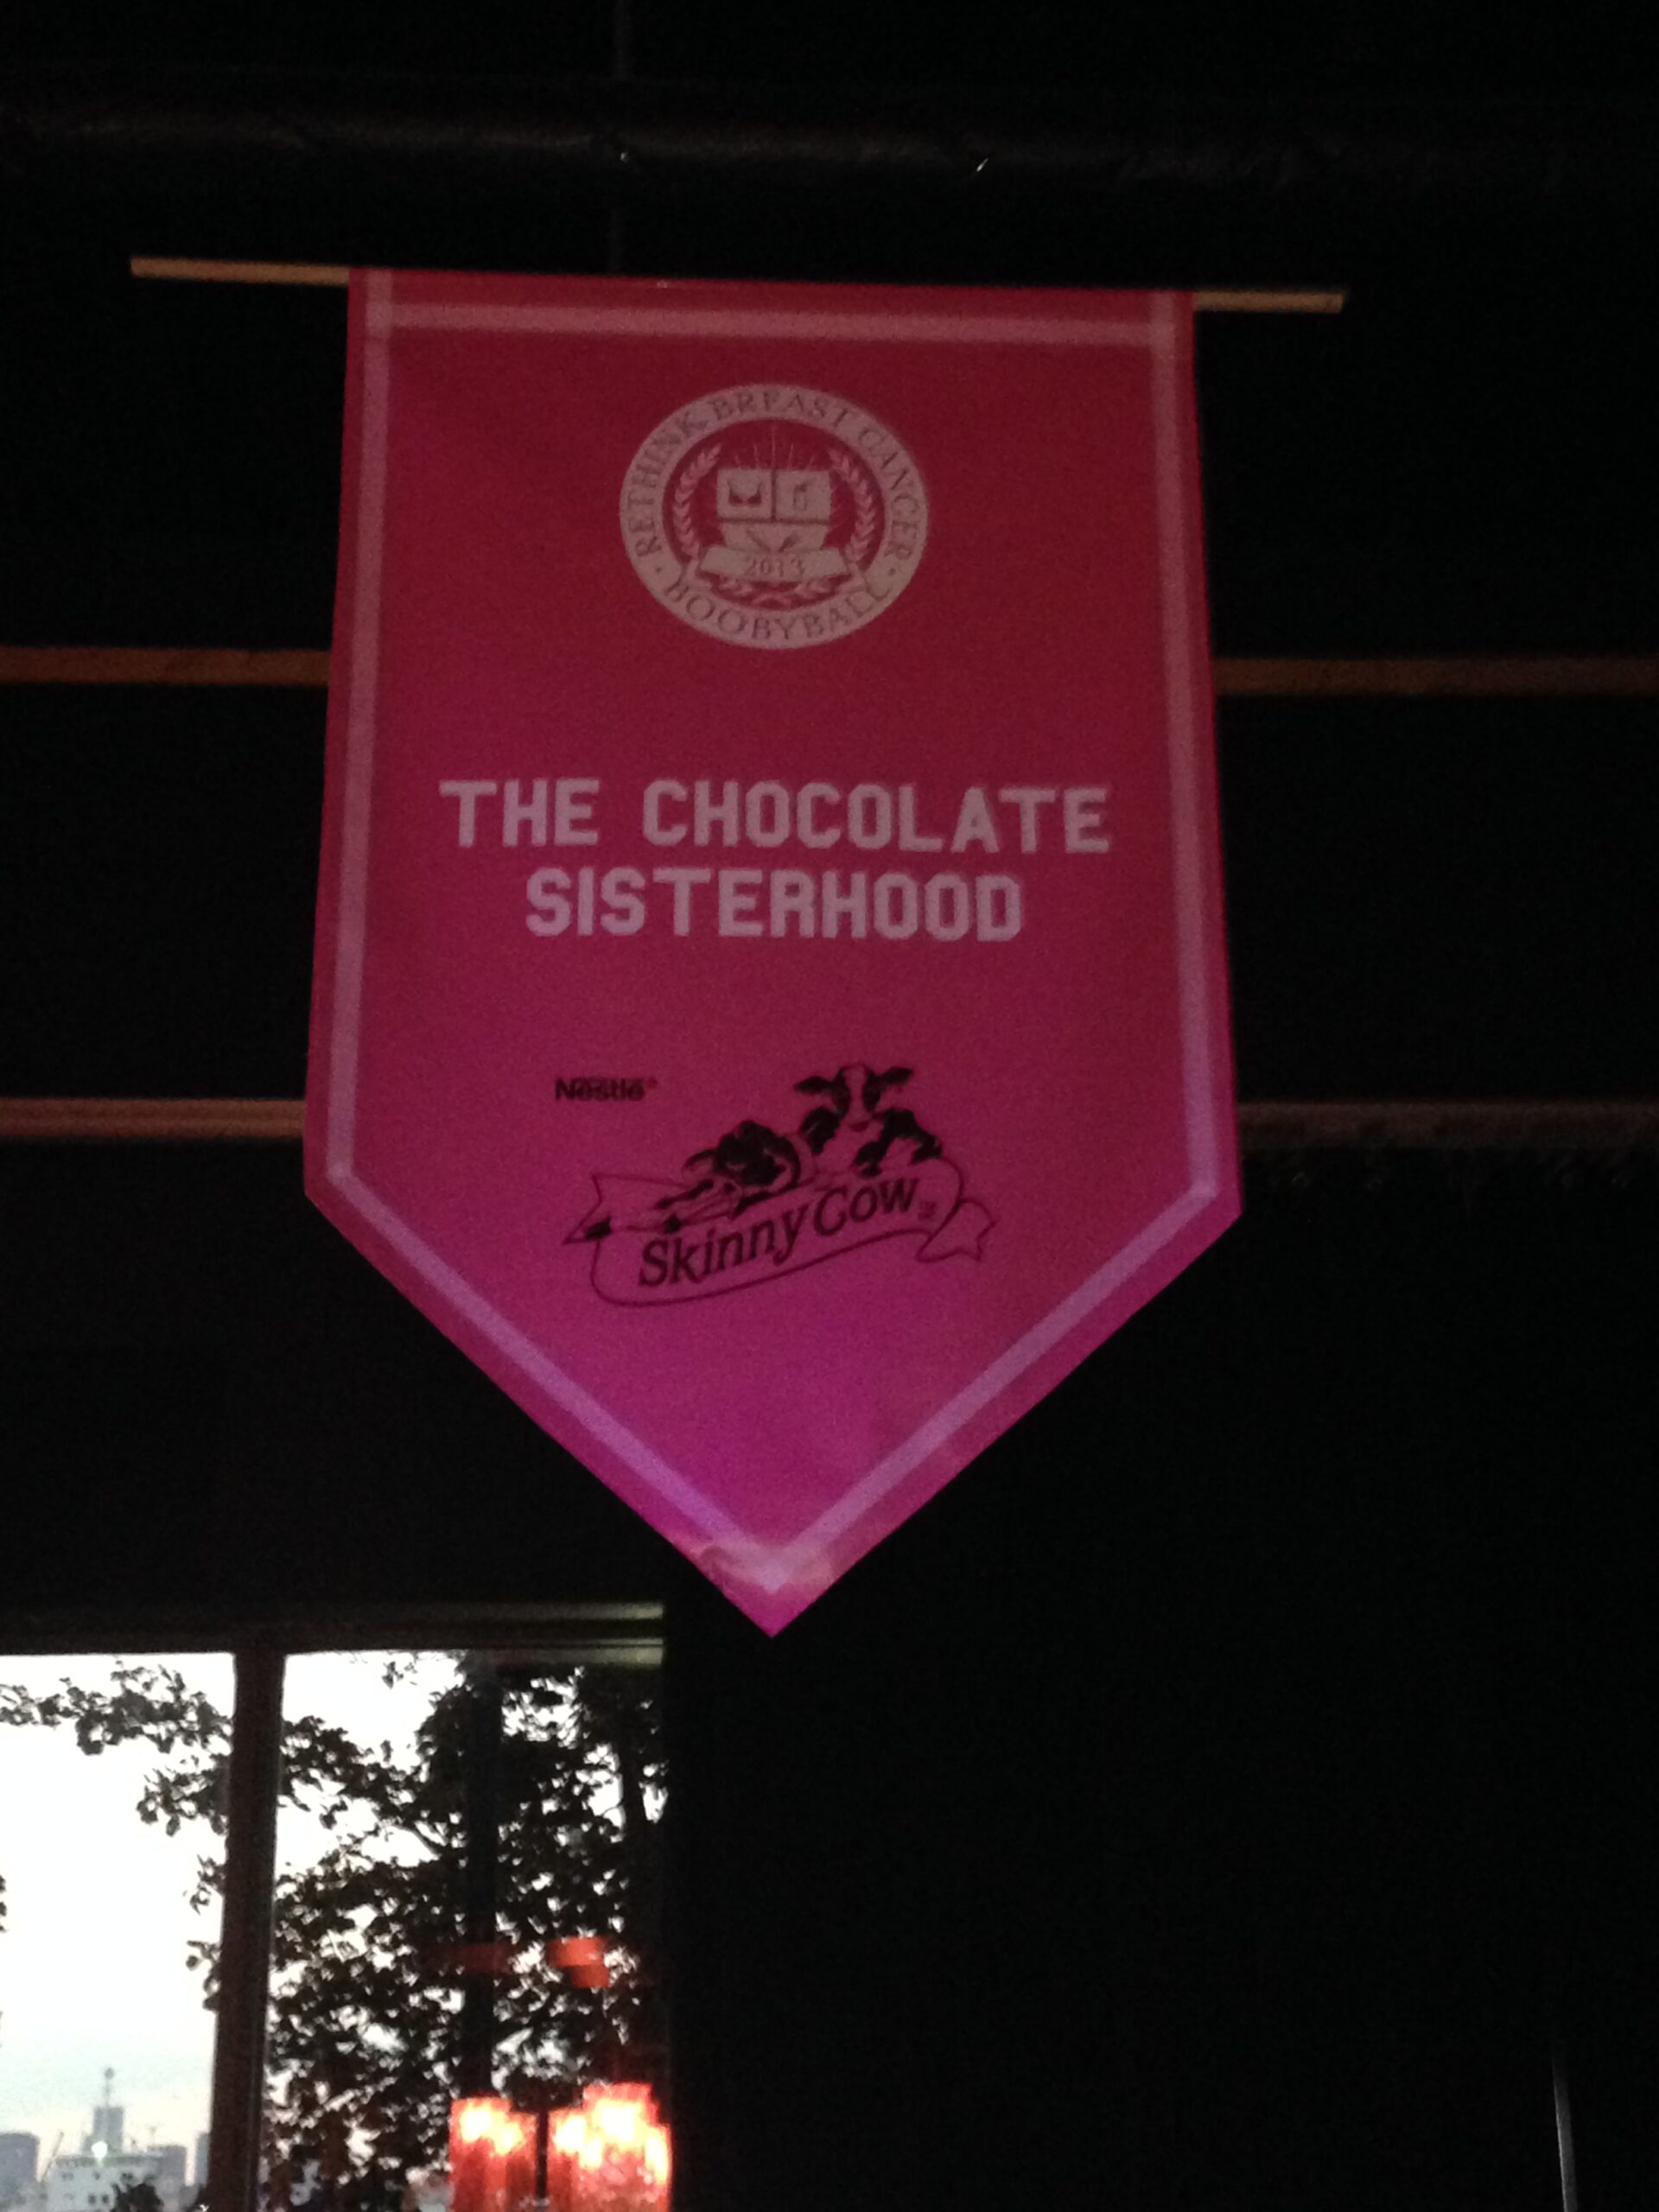 RETHINK BREAST CANCER
2013
• BOOBYBALL •
THE CHOCOLATE
SISTERHOOD
Nestlé®
Skinny Cow